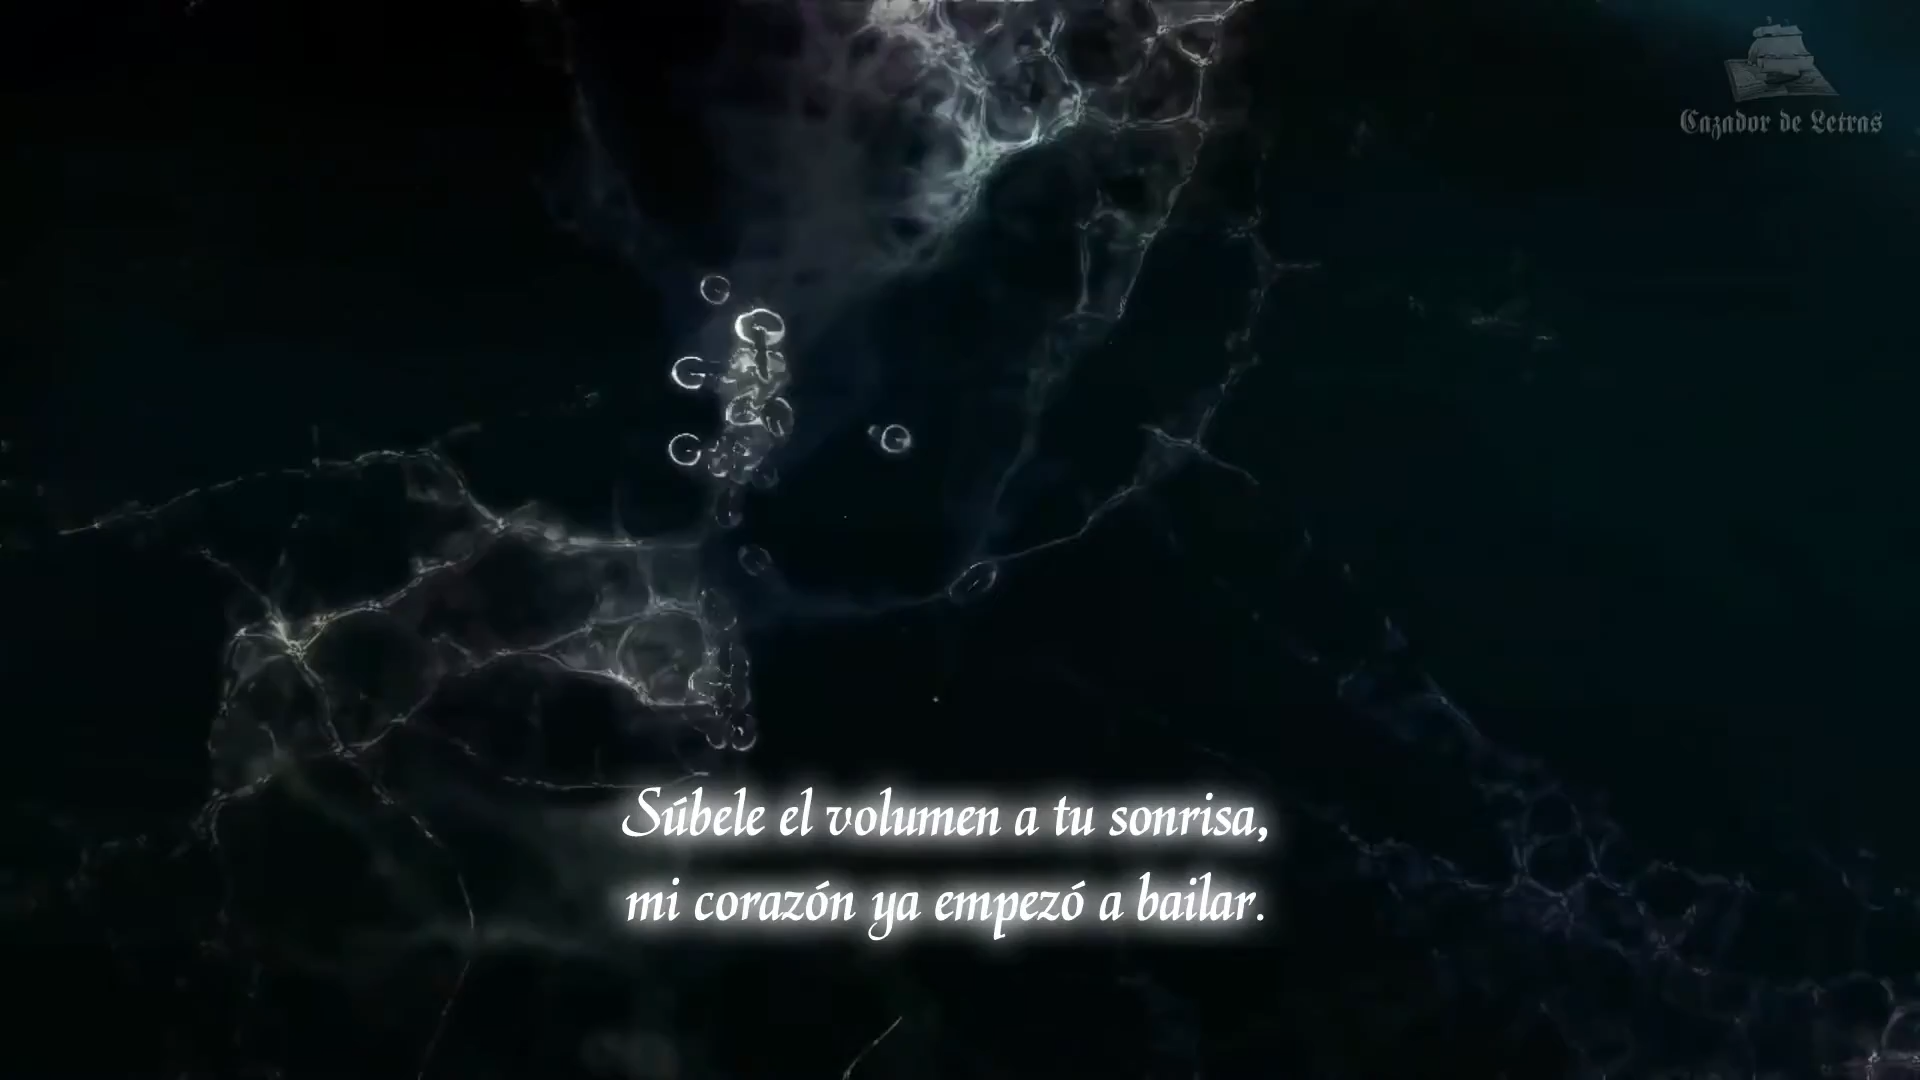 Cazador de Letras
Súbele el volumen a tu sonrisa,
mi corazón ya empezó a bailar.